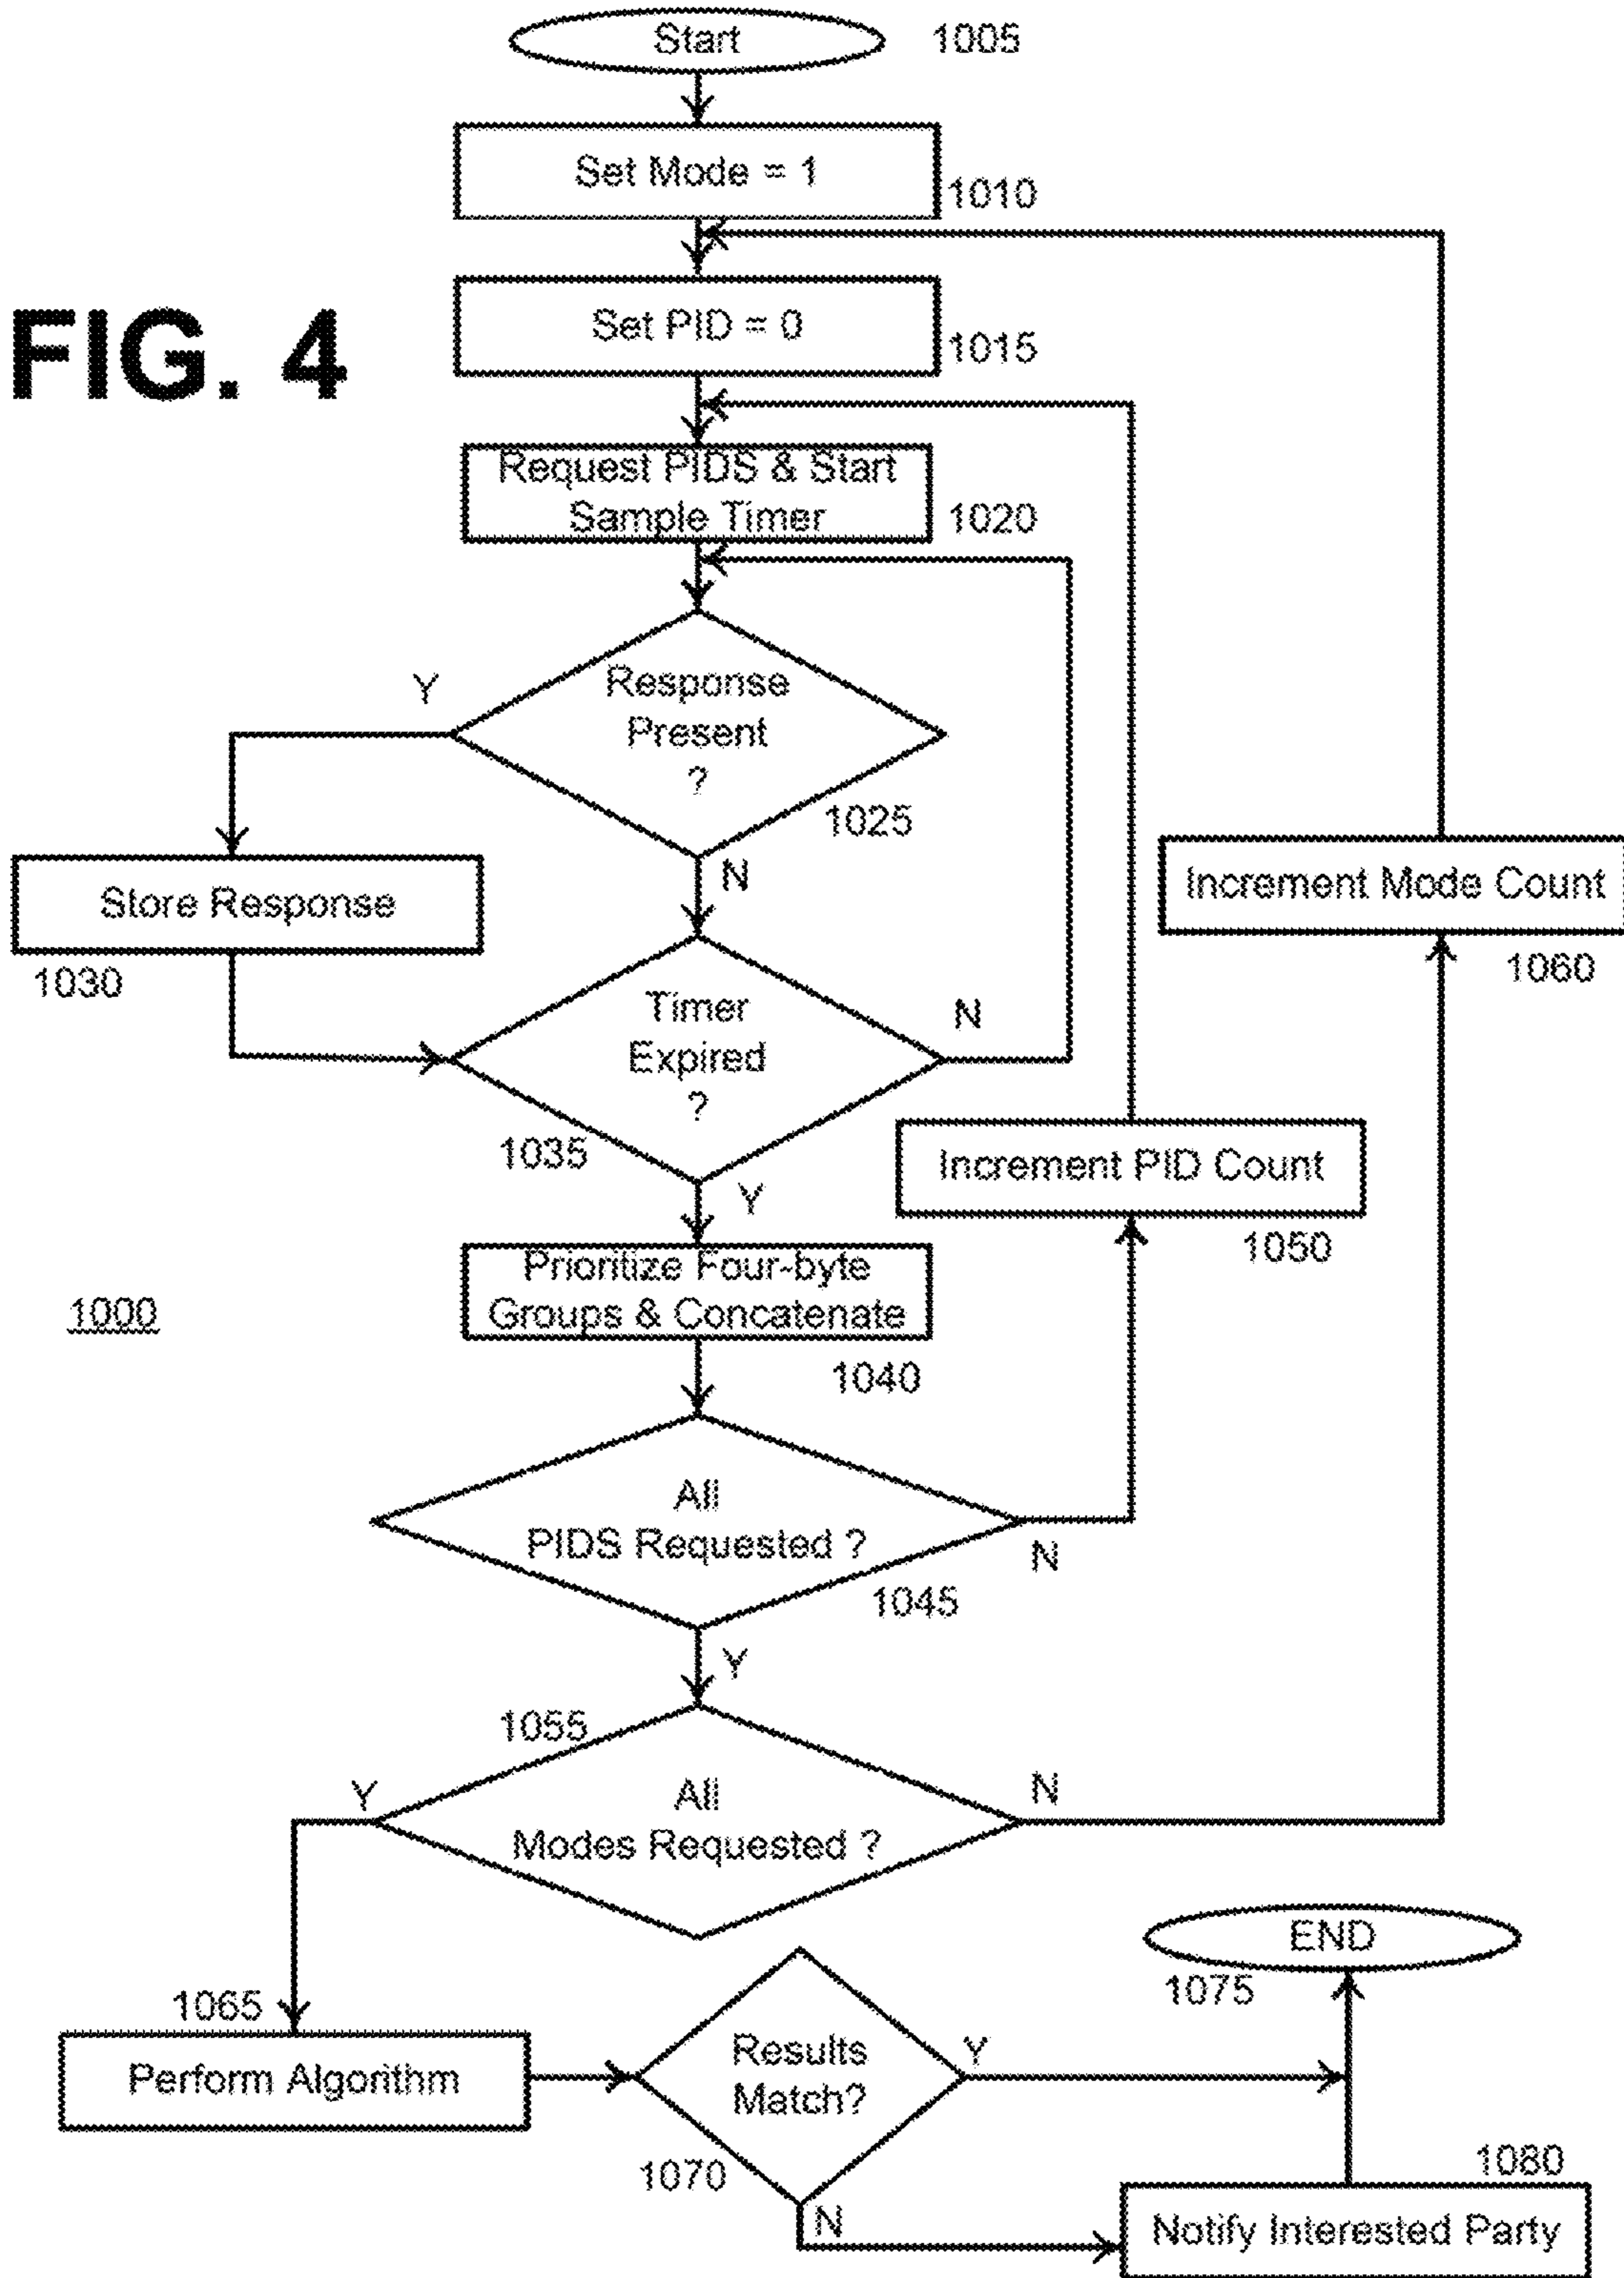 Start 1005
Set Mode = 1
1010
FIG. 4
Set PID = 0
1015
Request PIDS & Start
Sample Timer
1020
Y
Response
Present
?
1025
N
Store Response
1030
Increment Mode Count
1060
Timer
Expired
?
N
1035
Y
Increment PID Count
1050
Prioritize Four-byte
Groups & Concatenate
1000
1040
All
PIDS Requested ?
N
1045
Y
1055
Y
All
Modes Requested ?
N
END
1075
1065
Perform Algorithm
Results
Match?
Y
1070
N
1080
Notify Interested Party